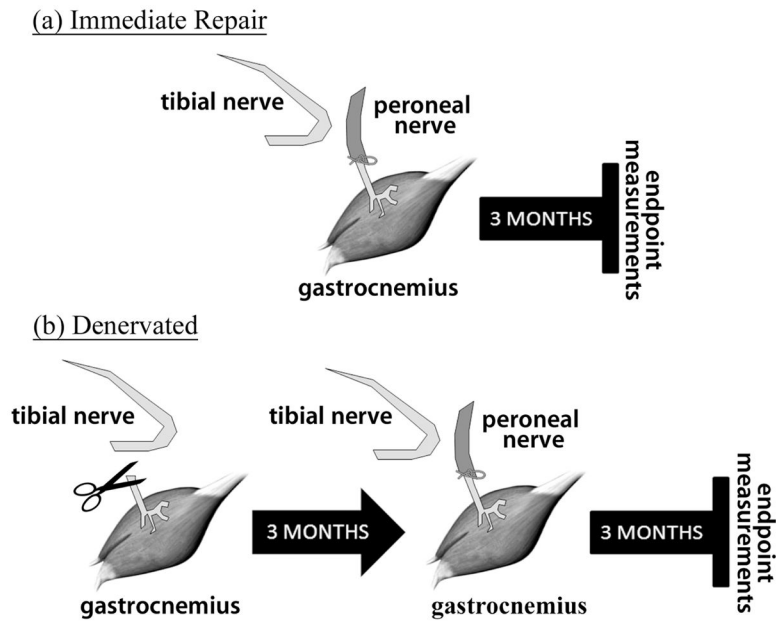 (a) Immediate Repair
tibial nerve
peroneal
nerve
3 MONTHS
endpoint
measurements
gastrocnemius
(b) Denervated
tibial nerve
3 MONTHS
gastrocnemius
tibial nerve
peroneal
nerve
3 MONTHS
endpoint
measurements
gastrocnemius